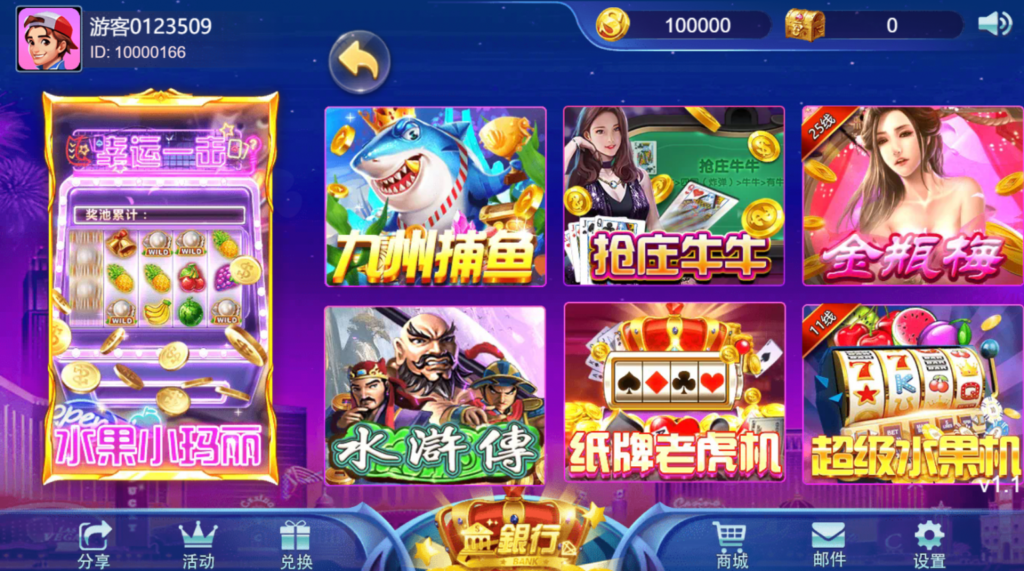 游客0123509
ID: 10000166
100000
0
幸运一击
奖池累计：
WILD
WILD
WILD
WILD
水果小玛丽
九州捕鱼
抢庄牛牛
抢庄牛牛
25线
金瓶梅
水滸傳
纸牌老虎机
11线
超级水果机
v1.1
分享
活动
兑换
銀行
BANK
商城
邮件
设置